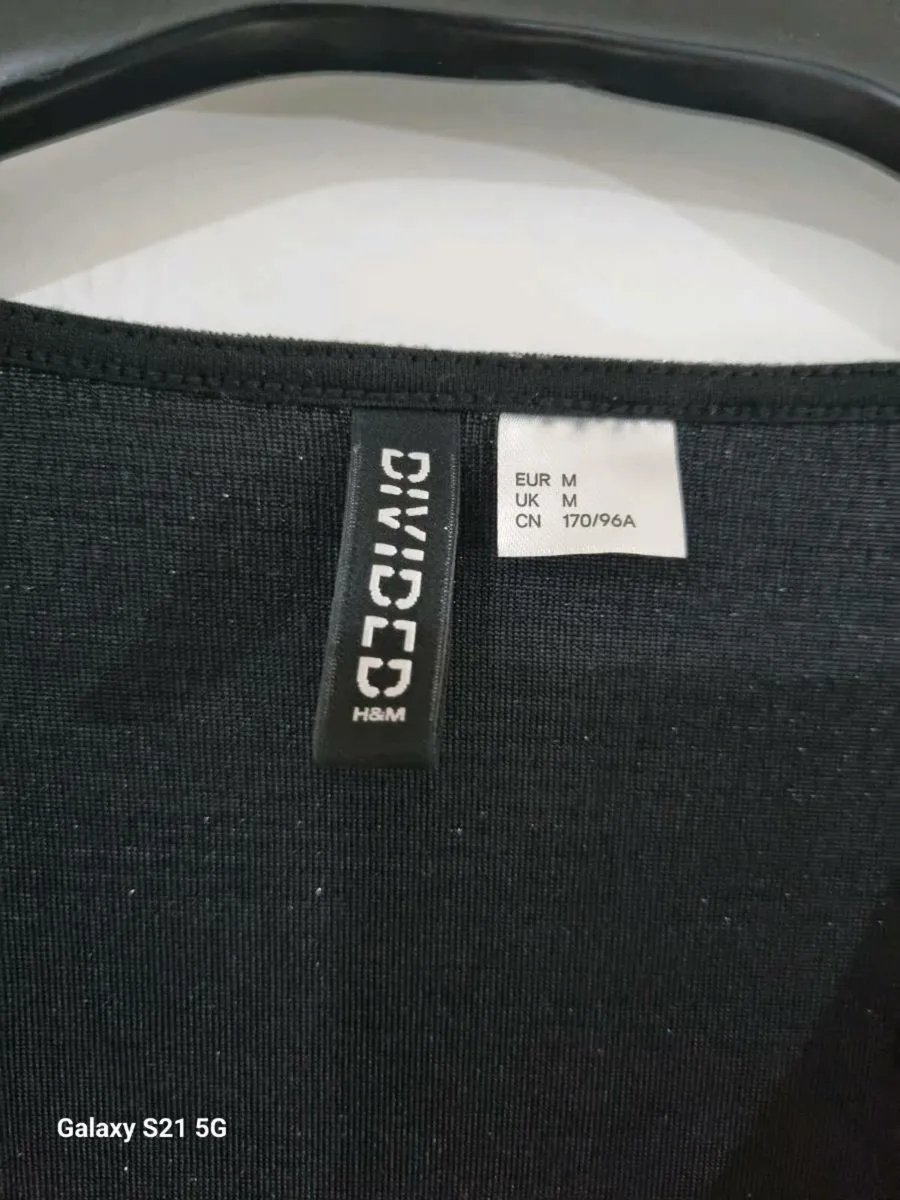 DIVIDED
H&M
EUR M
UK M
CN 170/96A
Galaxy S21 5G